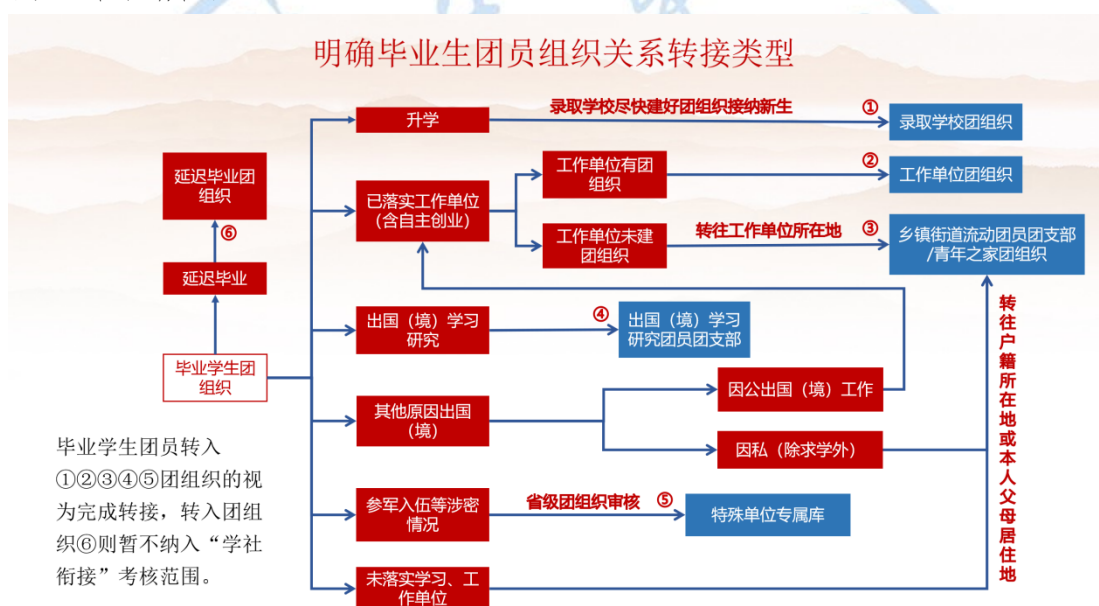 明确毕业生团员组织关系转接类型
升学
录取学校尽快建好团组织接纳新生
①
录取学校团组织
延迟毕业团
组织
⑥
延迟毕业
毕业学生团
组织
已落实工作单位
(含自主创业)
工作单位有团
组织
②
工作单位团组织
工作单位未建
团组织
转往工作单位所在地
③
乡镇街道流动团员团支部
/青年之家团组织
出国(境)学习
研究
④
出国(境)学习
研究团员团支部
其他原因出国
(境)
因公出国(境)工作
因私(除求学外)
转往户籍所在地或本人父母居住地
参军入伍等涉密
情况
省级团组织审核
⑤
特殊单位专属库
未落实学习、工
作单位
毕业学生团员转入
①②③④⑤团组织的视
为完成转接,转入团组
织⑥则暂不纳入“学社
衔接”考核范围。